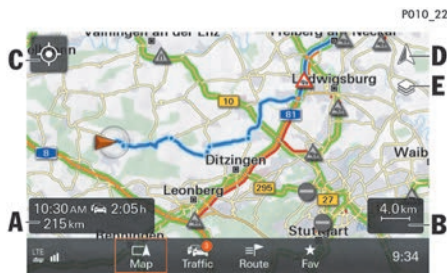 P010_22
Vaihingen an der Enz
Freiberg am Neckar
C
D
Ludwigsburg
E
10
81
8
Ditzingen
Waib
Leonberg
295
27
A
10:30 AM 2:05 h
215 km
4.0 km
B
Stuttgart
Renningen
LTE
Map
Traffic
Route
Fav
9:34